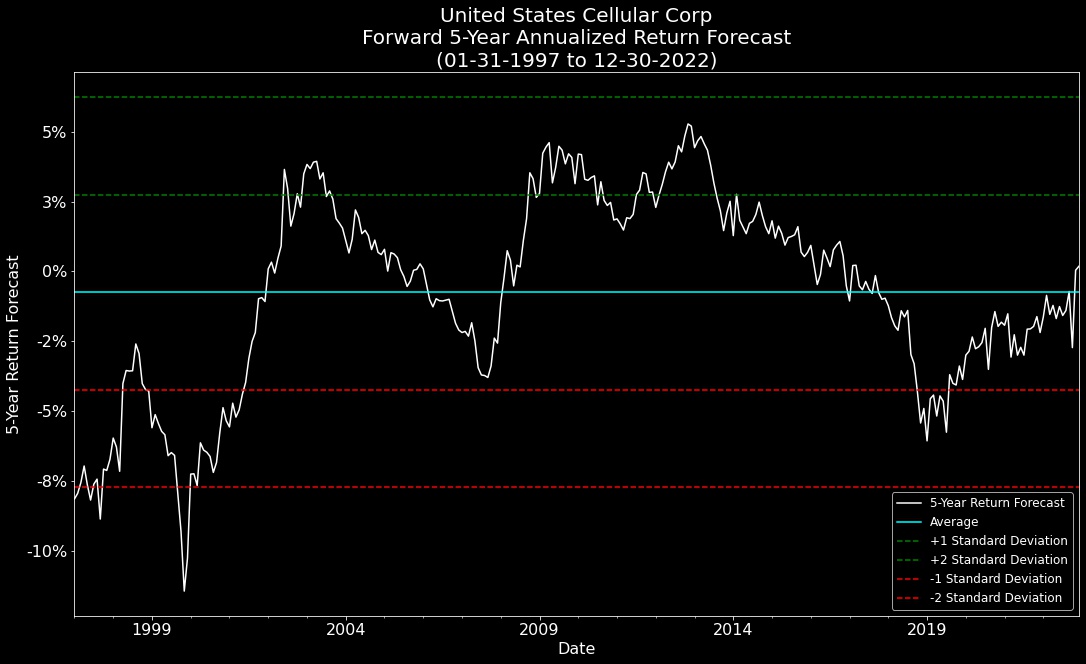 United States Cellular Corp
Forward 5-Year Annualized Return Forecast
(01-31-1997 to 12-30-2022)
5%
3%
0%
-2%
-5%
-8%
-10%
5-Year Return Forecast
5-Year Return Forecast
Average
+1 Standard Deviation
+2 Standard Deviation
-1 Standard Deviation
-2 Standard Deviation
1999
2004
2009
2014
2019
Date